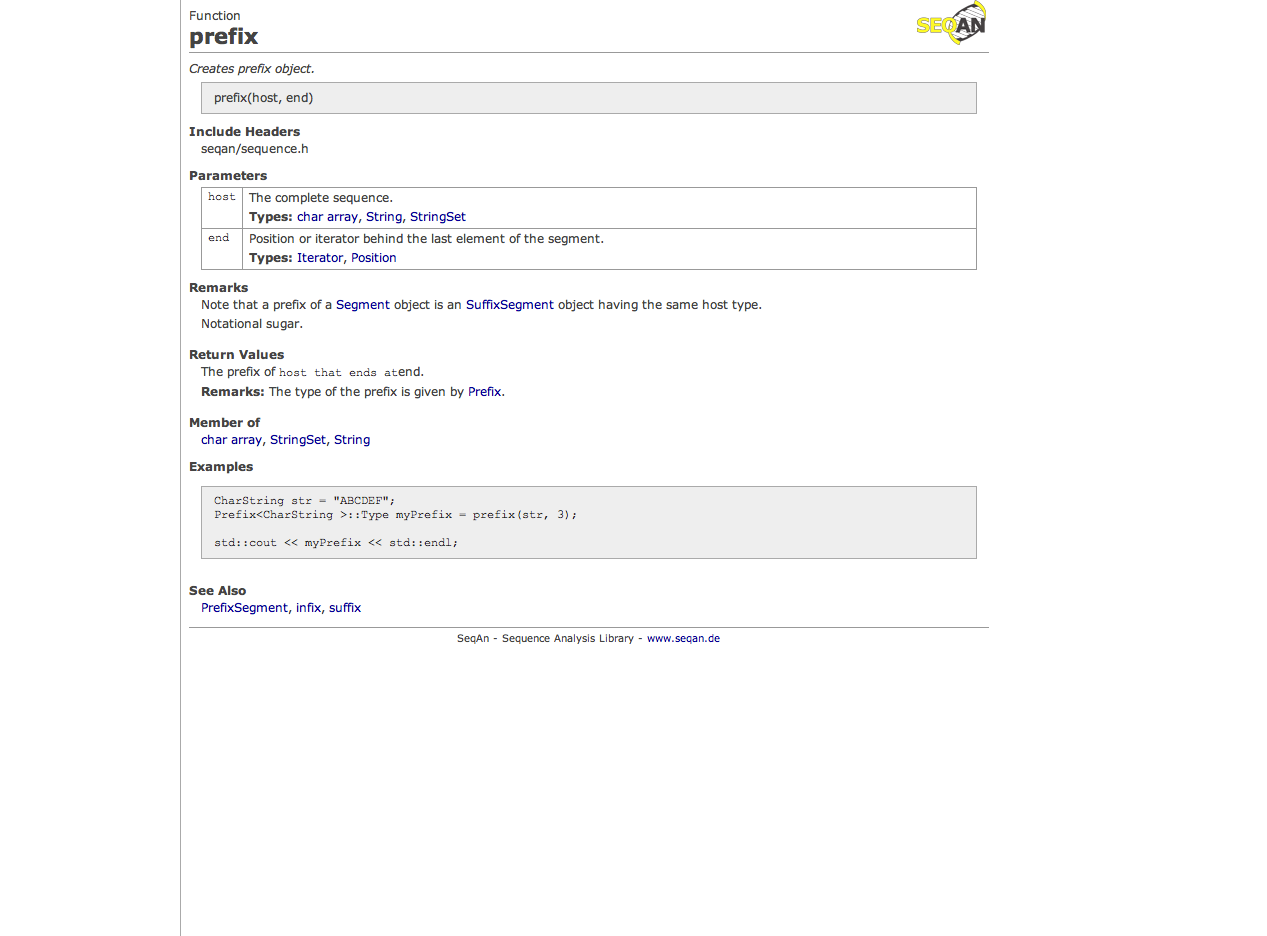 Function
SEQAN
prefix
Creates prefix object.
prefix(host, end)
Include Headers
seqan/sequence.h
Parameters
host The complete sequence.
Types: char array, String, StringSet
end Position or iterator behind the last element of the segment.
Types: Iterator, Position
Remarks
Note that a prefix of a Segment object is an SuffixSegment object having the same host type.
Notational sugar.
Return Values
The prefix of host that ends atend.
Remarks: The type of the prefix is given by Prefix.
Member of
char array, StringSet, String
Examples
CharString str = "ABCDEF";
Prefix<CharString >::Type myPrefix = prefix(str, 3);
std::cout << myPrefix << std::endl;
See Also
PrefixSegment, infix, suffix
SeqAn - Sequence Analysis Library - www.seqan.de